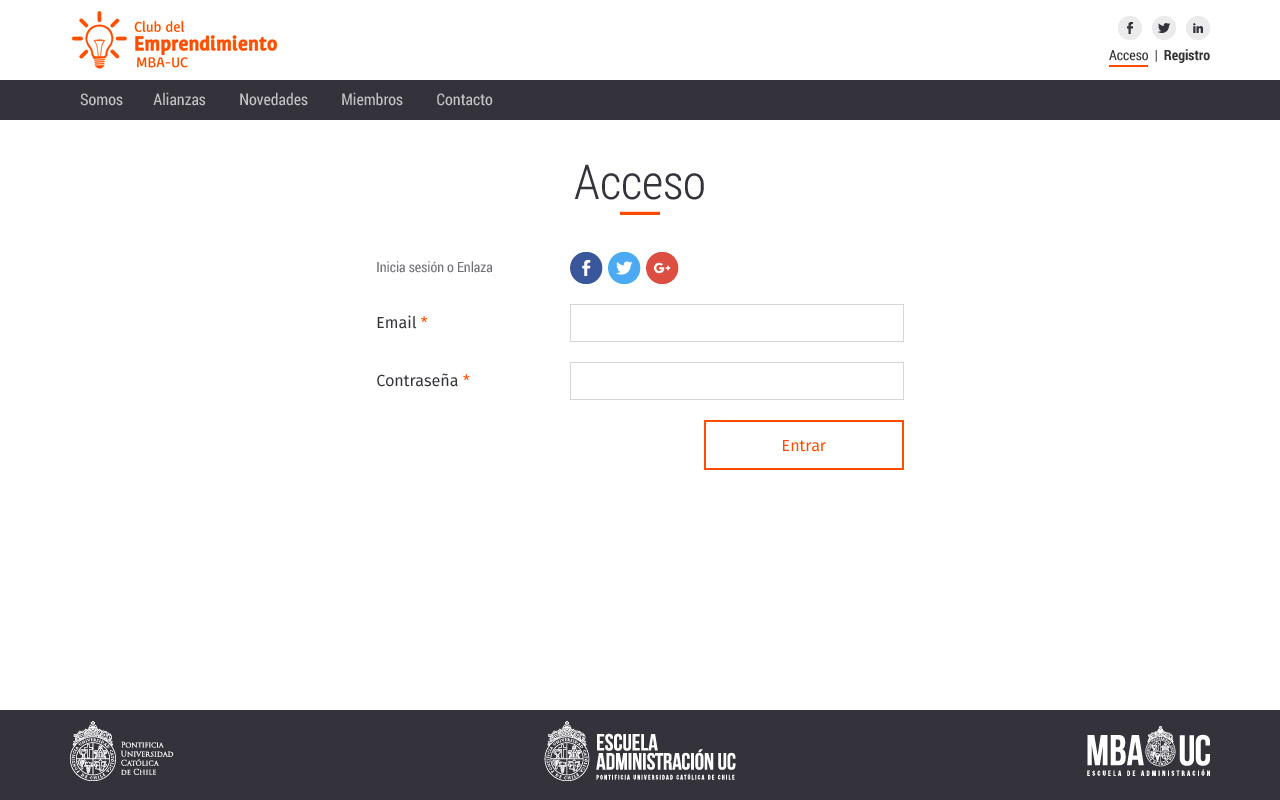 Club del
Emprendimiento
MBA-UC
Acceso | Registro
Somos Alianzas Novedades Miembros Contacto
Acceso
Inicia sesión o Enlaza
Email *
Contraseña *
Entrar
PONTIFICIA
UNIVERSIDAD
CATÓLICA
DE CHILE
ESCUELA
ADMINISTRACIÓN UC
PONTIFICIA UNIVERSIDAD CATÓLICA DE CHILE
MBA UC
ESCUELA DE ADMINISTRACIÓN